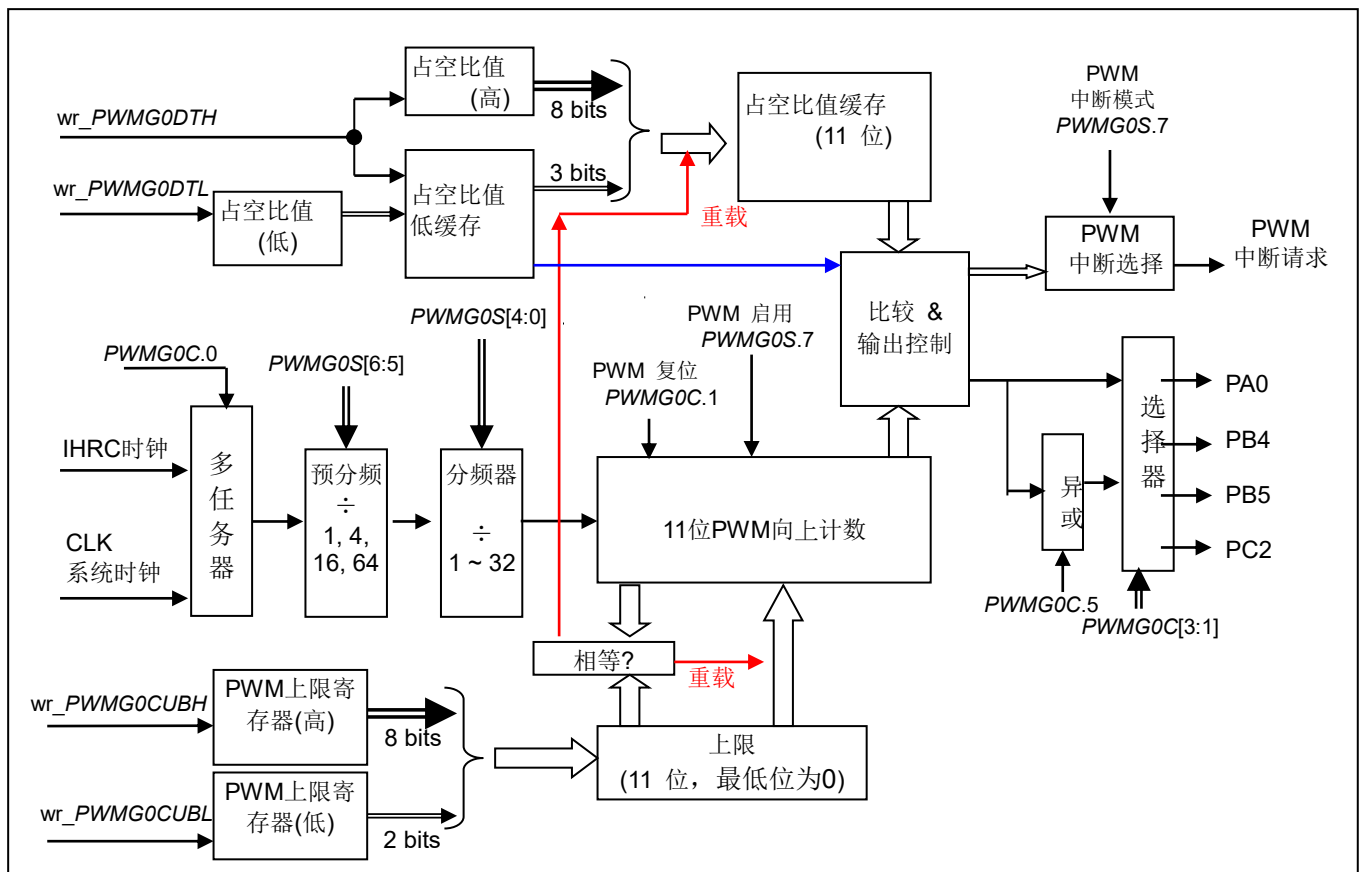 占空比值
(高)
8 bits
wr_PWMG0DTH
占空比值缓存
(11 位)
PWM
中断模式
PWMG0S.7
wr_PWMG0DTL
占空比值
(低)
占空比值
低缓存
3 bits
重载
PWM
中断选择
PWM
中断请求
PWMG0S[4:0]
PWM 启用
PWMG0S.7
比较 &
输出控制
PWMG0C.0
PWMG0S[6:5]
PWM 复位
PWMG0C.1
IHRC时钟
CLK
系统时钟
多
任
务
器
预分频
÷
1, 4,
16, 64
分频器
÷
1 ~ 32
11位PWM向上计数
异
或
选
择
器
PA0
PB4
PB5
PC2
PWMG0C.5
PWMG0C[3:1]
相等?
重载
wr_PWMG0CUBH
PWM上限寄
存器(高)
8 bits
上限
(11 位，最低位为0)
wr_PWMG0CUBL
PWM上限寄
存器(低)
2 bits